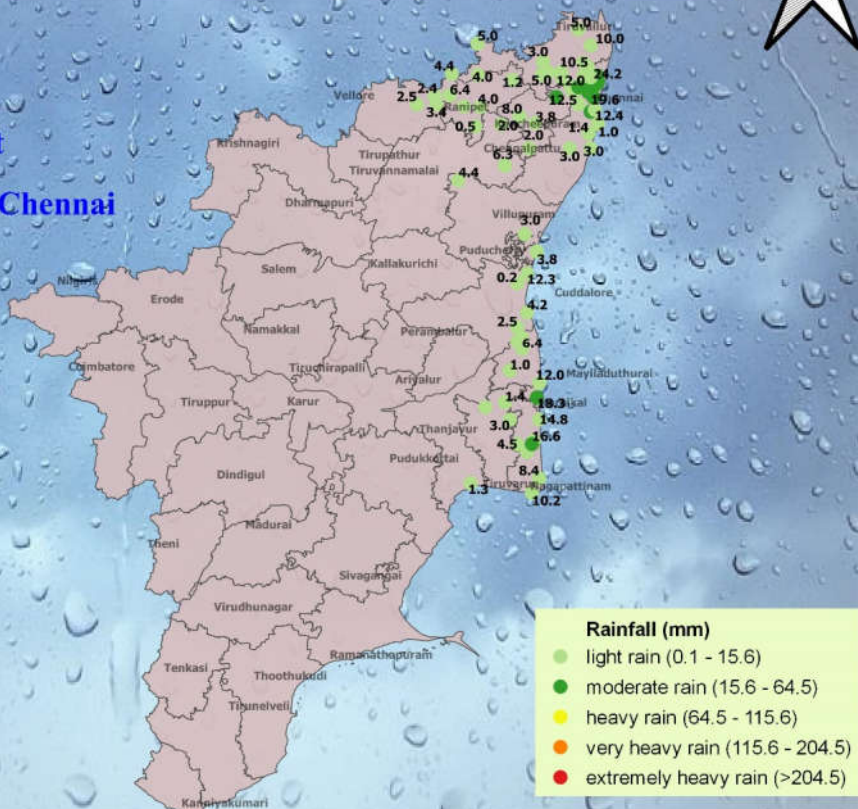 t
Chennai
5.0
Tiruvallur
10.0
5.0
3.0
10.5
24.2
4.4
4.0
1.2
5.0
12.0
Vellore
2.5
2.4
6.4
Ranipet
4.0
8.0
12.5
19.6
3.4
3.8
12.4
0.5
2.0
2.0
1.4
1.0
Krishnagiri
Tirupathur
Chengalpattu
3.0
3.0
6.3
Tiruvannamalai
4.4
Dharmapuri
Villupuram
3.0
Puducherry
3.8
Salem
Kallakurichi
0.2
12.3
Nilgiris
Erode
Cuddalore
4.2
Namakkal
Perambalur
2.5
6.4
Coimbatore
Tiruchirapalli
1.0
12.0
Mayiladuthurai
Ariyalur
Tiruppur
Karur
1.4
18.3
14.8
3.0
Thanjavur
16.6
4.5
Pudukkottai
8.4
Dindigul
1.3
Tiruvarur
Nagapattinam
10.2
Madurai
Theni
Sivagangai
Virudhunagar
Ramanathapuram
Tenkasi
Thoothukudi
Tirunelveli
Kanniyakumari
Rainfall (mm)
light rain (0.1 - 15.6)
moderate rain (15.6 - 64.5)
heavy rain (64.5 - 115.6)
very heavy rain (115.6 - 204.5)
extremely heavy rain (>204.5)